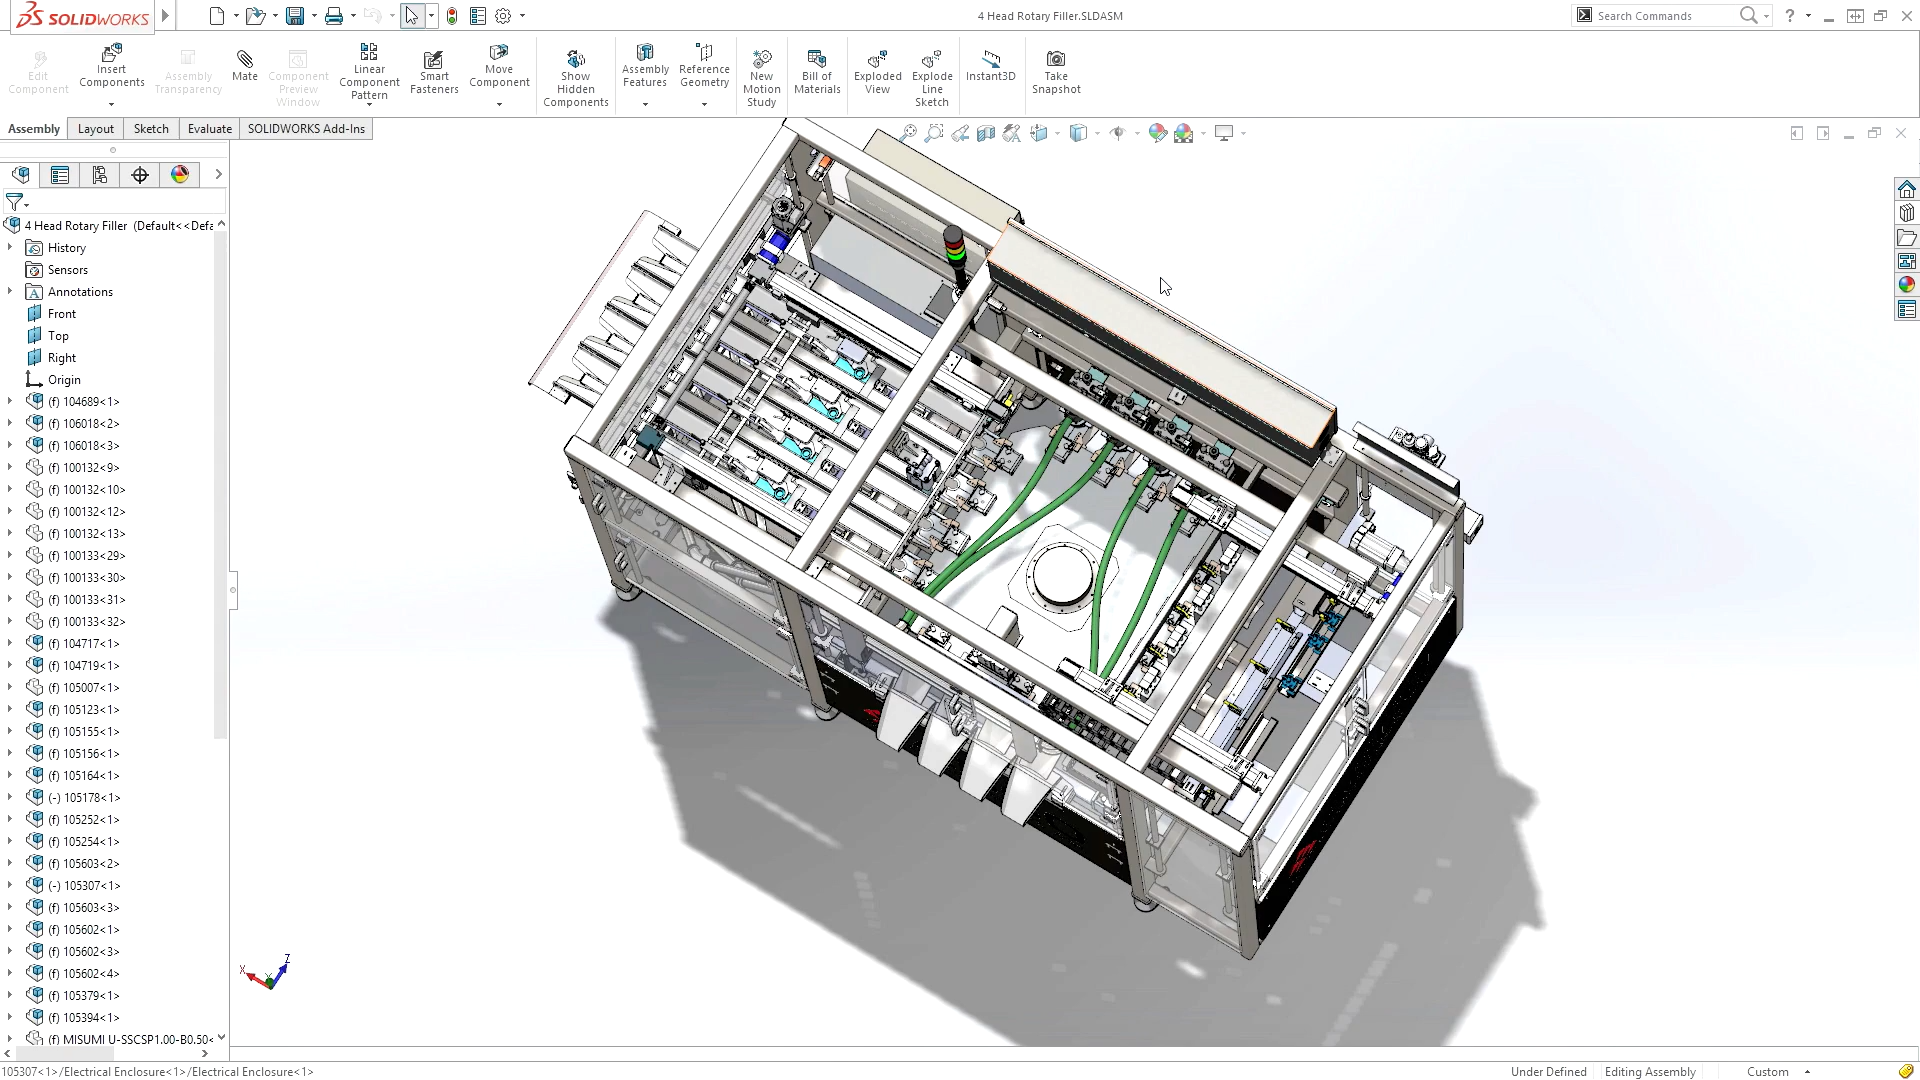 SOLIDWORKS
4 Head Rotary Filler.SLDASM
Search Commands
?
Edit Component
Insert Components
Assembly Transparency
Mate
Component Preview Window
Linear Component Pattern
Smart Fasteners
Move Component
Show Hidden Components
Assembly Features
Reference Geometry
New Motion Study
Bill of Materials
Exploded View
Explode Line Sketch
Instant3D
Take Snapshot
Assembly
Layout
Sketch
Evaluate
SOLIDWORKS Add-Ins
4 Head Rotary Filler (Default<<Defa
History
Sensors
Annotations
Front
Top
Right
Origin
(f) 104689<1>
(f) 106018<2>
(f) 106018<3>
(f) 100132<9>
(f) 100132<10>
(f) 100132<12>
(f) 100132<13>
(f) 100133<29>
(f) 100133<30>
(f) 100133<31>
(f) 100133<32>
(f) 104717<1>
(f) 104719<1>
(f) 105007<1>
(f) 105123<1>
(f) 105155<1>
(f) 105156<1>
(f) 105164<1>
(-) 105178<1>
(f) 105252<1>
(f) 105254<1>
(f) 105603<2>
(-) 105307<1>
(f) 105603<3>
(f) 105602<1>
(f) 105602<3>
(f) 105602<4>
(f) 105379<1>
(f) 105394<1>
(f) MISUMI U-SSCSP1.00-B0.50<
X
Y
Z
105307<1>/Electrical Enclosure<1>/Electrical Enclosure<1>
Under Defined
Editing Assembly
Custom